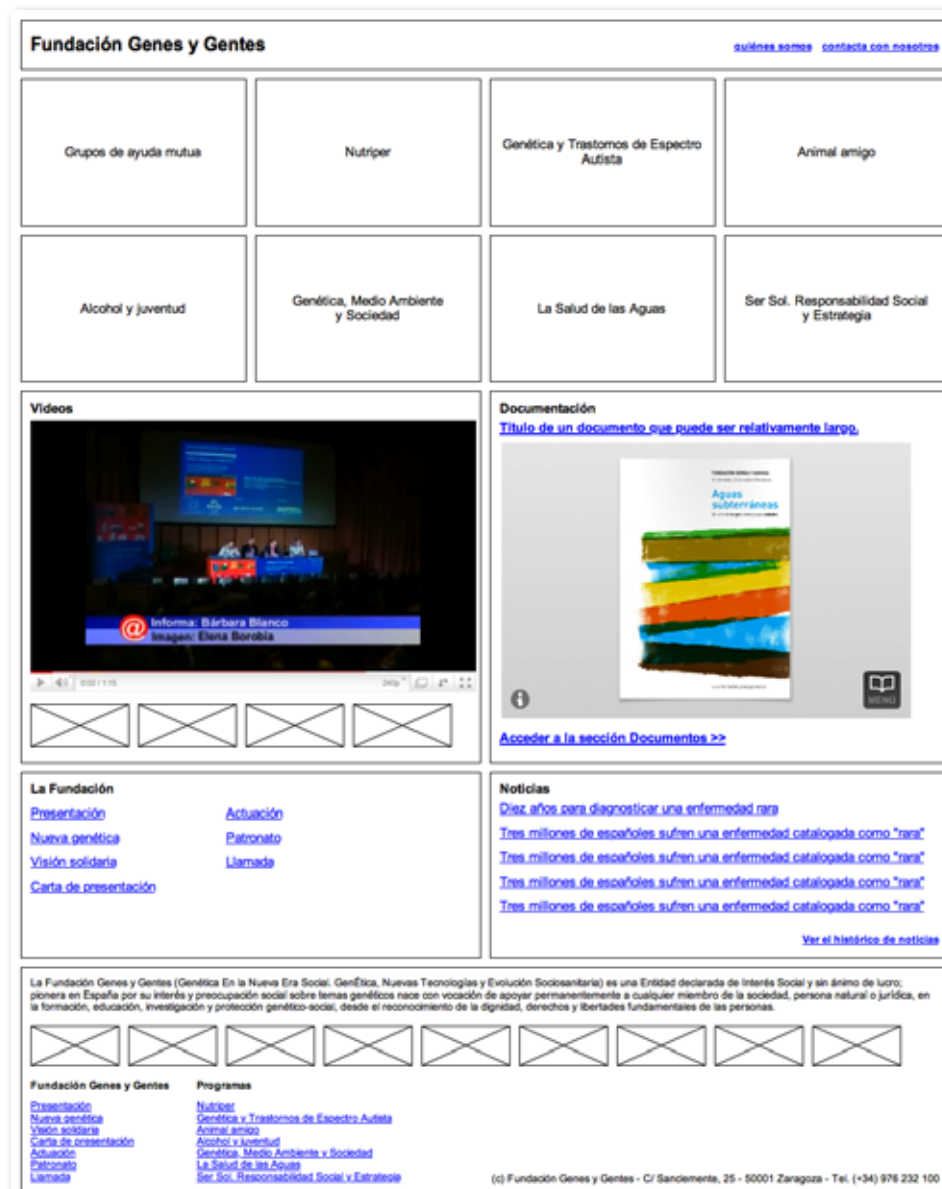 Fundación Genes y Gentes
quiénes somos contacta con nosotros
Grupos de ayuda mutua
Nutriper
Genética y Trastornos de Espectro
Autista
Animal amigo
Alcohol y juventud
Genética, Medio Ambiente
y Sociedad
La Salud de las Aguas
Ser Sol. Responsabilidad Social
y Estrategia
Videos
@ Informa: Bárbara Blanco
Imagen: Elena Borobia
0:02 / 1:15
240p
Documentación
Titulo de un documento que puede ser relativamente largo.
FUNDACIÓN GENES Y GENTES
Aguas
subterráneas
MENÚ
Acceder a la sección Documentos >>
La Fundación
Presentación
Nueva genética
Visión solidaria
Carta de presentación
Actuación
Patronato
Llamada
Noticias
Diez años para diagnosticar una enfermedad rara
Tres millones de españoles sufren una enfermedad catalogada como "rara"
Tres millones de españoles sufren una enfermedad catalogada como "rara"
Tres millones de españoles sufren una enfermedad catalogada como "rara"
Tres millones de españoles sufren una enfermedad catalogada como "rara"
Ver el histórico de noticias
La Fundación Genes y Gentes (Genética En la Nueva Era Social. GenÉtica, Nuevas Tecnologías y Evolución Sociosanitaria) es una Entidad declarada de Interés Social y sin ánimo de lucro;
pionera en España por su interés y preocupación social sobre temas genéticos nace con vocación de apoyar permanentemente a cualquier miembro de la sociedad, persona natural o jurídica, en
la formación, educación, investigación y protección genético-social, desde el reconocimiento de la dignidad, derechos y libertades fundamentales de las personas.
Fundación Genes y Gentes
Presentación
Nueva genética
Visión solidaria
Carta de presentación
Actuación
Patronato
Llamada
Programas
Nutriper
Genética y Trastornos de Espectro Autista
Animal amigo
Alcohol y juventud
Genética, Medio Ambiente y Sociedad
La Salud de las Aguas
Ser Sol. Responsabilidad Social y Estrategia
(c) Fundación Genes y Gentes - C/ Sanclemente, 25 - 50001 Zaragoza - Tel. (+34) 976 232 100